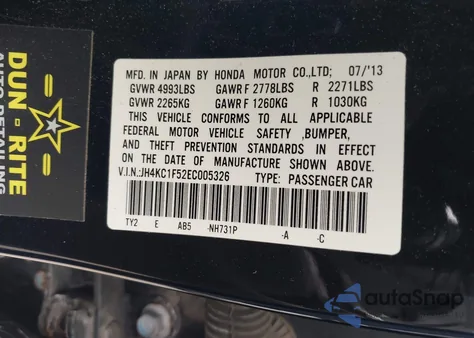 DUN - RITE
AUTO DETAILING
MFD. IN JAPAN BY HONDA MOTOR CO.,LTD; 07/'13
GVWR 4993LBS GAWR F 2778LBS R 2271LBS
GVWR 2265KG GAWR F 1260KG R 1030KG
THIS VEHICLE CONFORMS TO ALL APPLICABLE
FEDERAL MOTOR VEHICLE SAFETY ,BUMPER,
AND THEFT PREVENTION STANDARDS IN EFFECT
ON THE DATE OF MANUFACTURE SHOWN ABOVE.
V.I.N.:JH4KC1F52EC005326 TYPE: PASSENGER CAR
TY2 E AB5 -NH731P -A -C
autoSnap